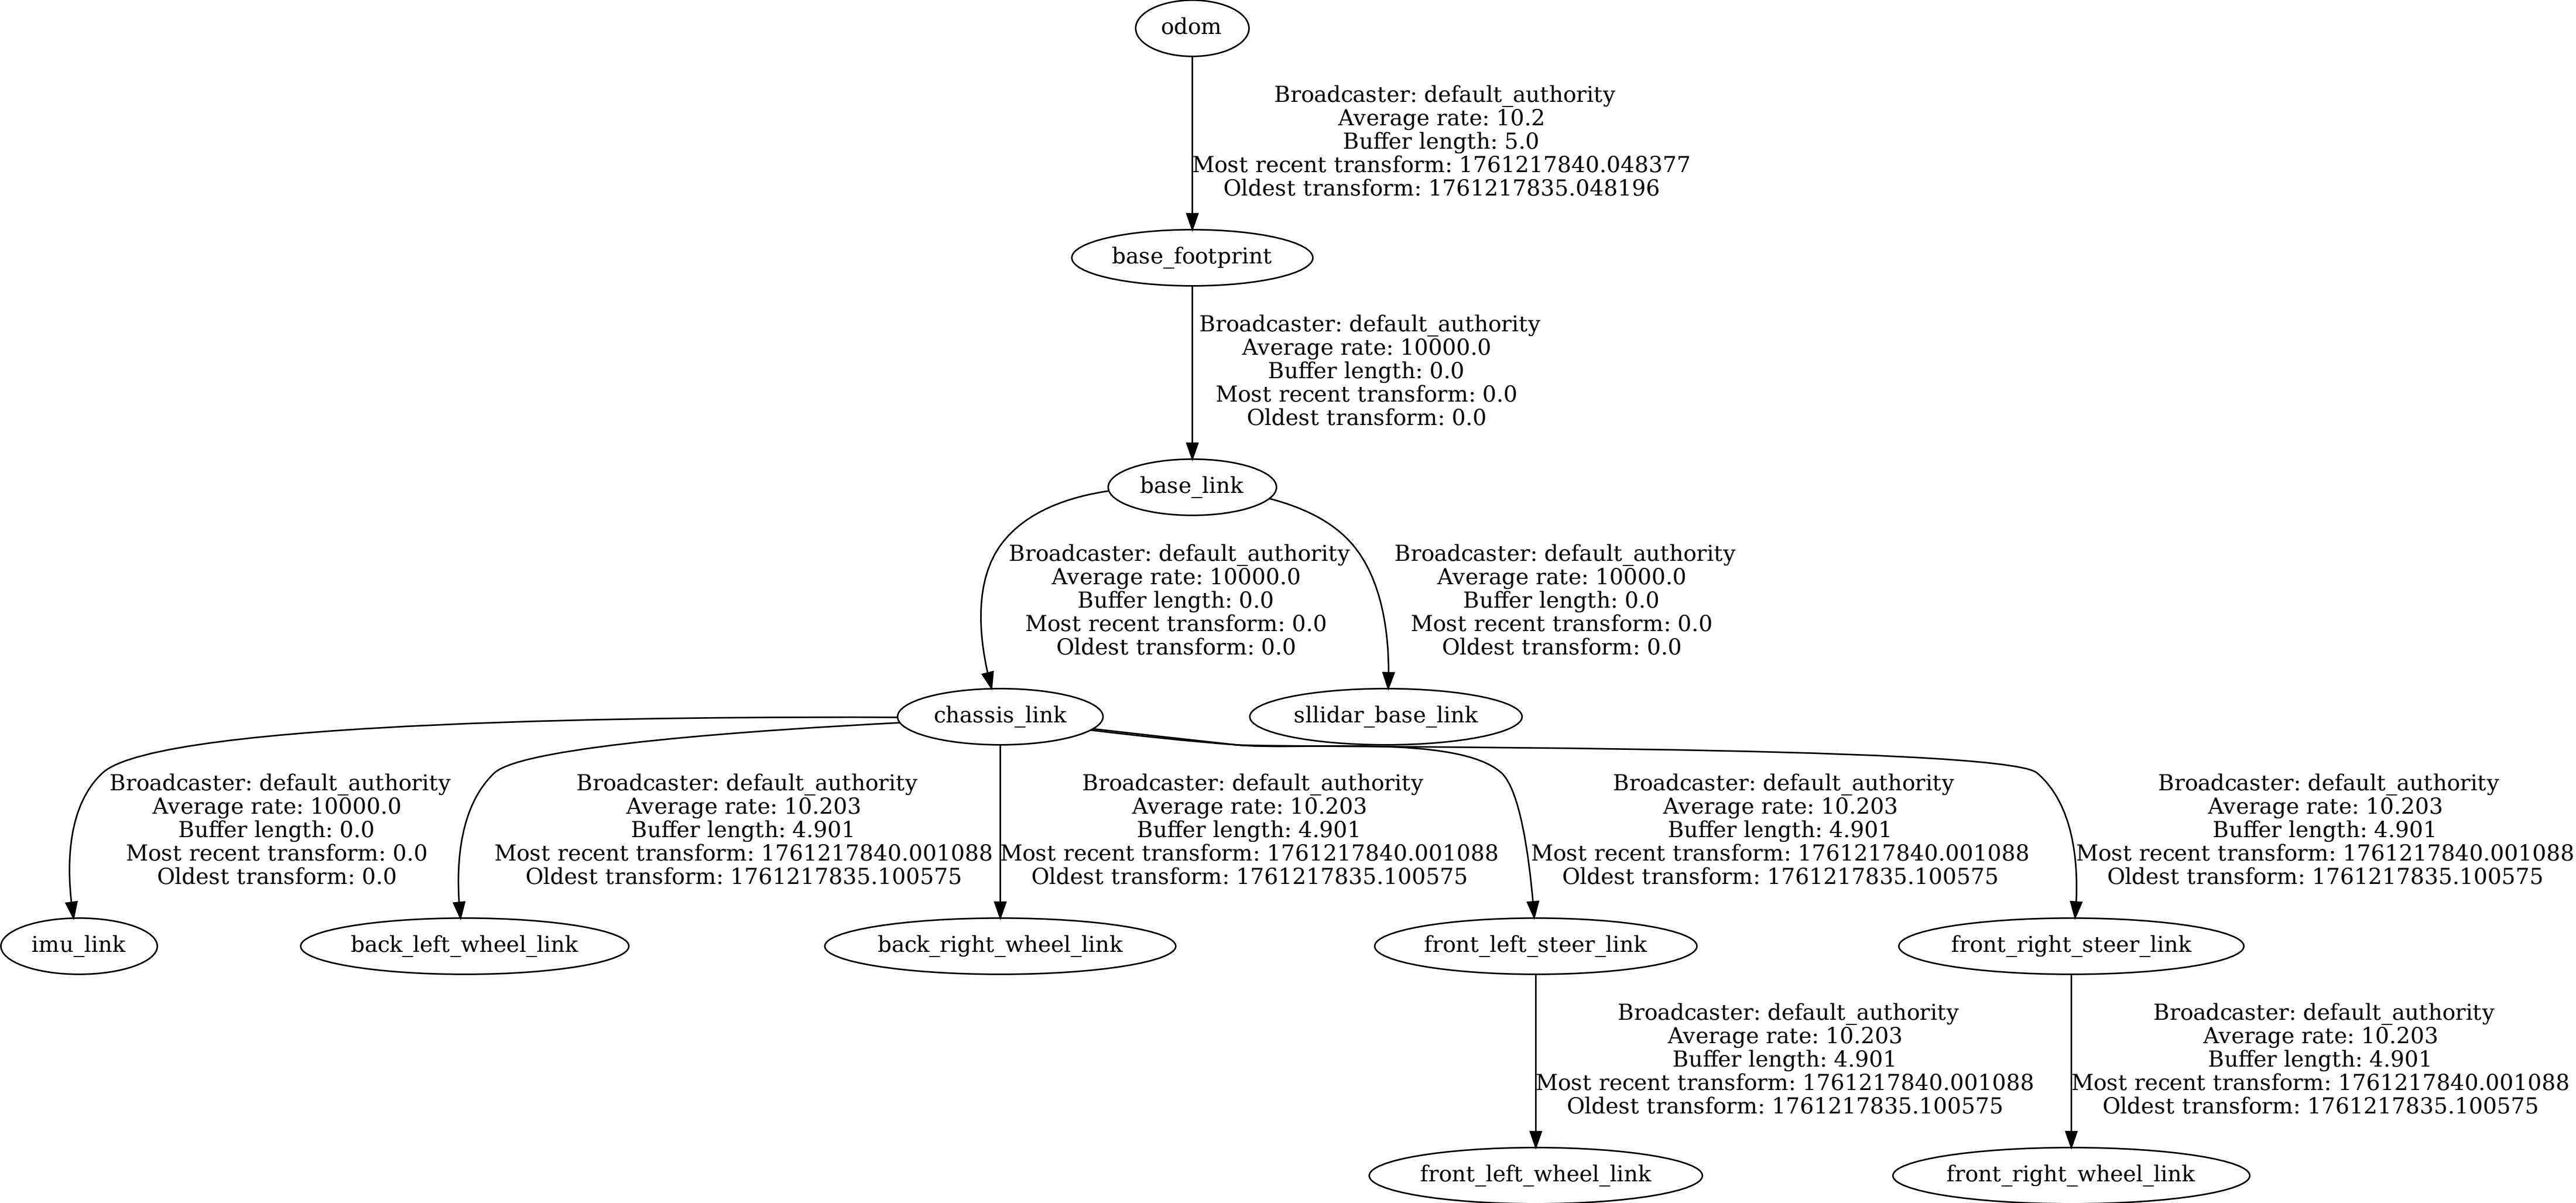 odom
Broadcaster: default_authority
Average rate: 10.2
Buffer length: 5.0
Most recent transform: 1761217840.048377
Oldest transform: 1761217835.048196
base_footprint
Broadcaster: default_authority
Average rate: 10000.0
Buffer length: 0.0
Most recent transform: 0.0
Oldest transform: 0.0
base_link
Broadcaster: default_authority
Average rate: 10000.0
Buffer length: 0.0
Most recent transform: 0.0
Oldest transform: 0.0
Broadcaster: default_authority
Average rate: 10000.0
Buffer length: 0.0
Most recent transform: 0.0
Oldest transform: 0.0
chassis_link
sllidar_base_link
Broadcaster: default_authority
Average rate: 10000.0
Buffer length: 0.0
Most recent transform: 0.0
Oldest transform: 0.0
Broadcaster: default_authority
Average rate: 10.203
Buffer length: 4.901
Most recent transform: 1761217840.001088
Oldest transform: 1761217835.100575
Broadcaster: default_authority
Average rate: 10.203
Buffer length: 4.901
Most recent transform: 1761217840.001088
Oldest transform: 1761217835.100575
Broadcaster: default_authority
Average rate: 10.203
Buffer length: 4.901
Most recent transform: 1761217840.001088
Oldest transform: 1761217835.100575
Broadcaster: default_authority
Average rate: 10.203
Buffer length: 4.901
Most recent transform: 1761217840.001088
Oldest transform: 1761217835.100575
imu_link
back_left_wheel_link
back_right_wheel_link
front_left_steer_link
front_right_steer_link
Broadcaster: default_authority
Average rate: 10.203
Buffer length: 4.901
Most recent transform: 1761217840.001088
Oldest transform: 1761217835.100575
Broadcaster: default_authority
Average rate: 10.203
Buffer length: 4.901
Most recent transform: 1761217840.001088
Oldest transform: 1761217835.100575
front_left_wheel_link
front_right_wheel_link